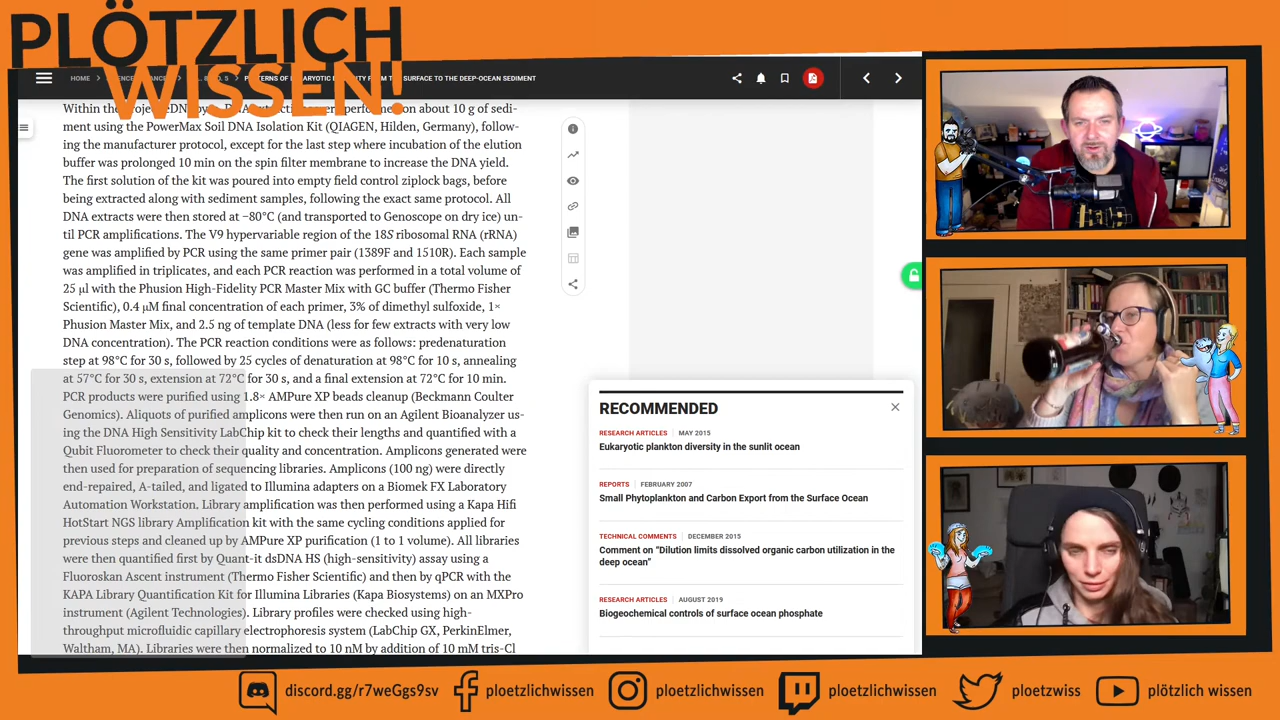 PLÖTZLICH
WISSEN!
HOME
5
OF
SURFACE TO THE DEEP-OCEAN SEDIMENT
Within the
on about 10 g of sedi-
ment using the PowerMax Soil DNA Isolation Kit (QIAGEN, Hilden, Germany), follow-
ing the manufacturer protocol, except for the last step where incubation of the elution
buffer was prolonged 10 min on the spin filter membrane to increase the DNA yield.
The first solution of the kit was poured into empty field control ziplock bags, before
being extracted along with sediment samples, following the exact same protocol. All
DNA extracts were then stored at −80°C (and transported to Genoscope on dry ice) un-
til PCR amplifications. The V9 hypervariable region of the 18S ribosomal RNA (rRNA)
gene was amplified by PCR using the same primer pair (1389F and 1510R). Each sample
was amplified in triplicates, and each PCR reaction was performed in a total volume of
25 μl with the Phusion High-Fidelity PCR Master Mix with GC buffer (Thermo Fisher
Scientific), 0.4 μM final concentration of each primer, 3% of dimethyl sulfoxide, 1×
Phusion Master Mix, and 2.5 ng of template DNA (less for few extracts with very low
DNA concentration). The PCR reaction conditions were as follows: predenaturation
step at 98°C for 30 s, followed by 25 cycles of denaturation at 98°C for 10 s, annealing
at 57°C for 30 s, extension at 72°C for 30 s, and a final extension at 72°C for 10 min.
PCR products were purified using 1.8× AMPure XP beads cleanup (Beckmann Coulter
Genomics). Aliquots of purified amplicons were then run on an Agilent Bioanalyzer us-
ing the DNA High Sensitivity LabChip kit to check their lengths and quantified with a
Qubit Fluorometer to check their quality and concentration. Amplicons generated were
then used for preparation of sequencing libraries. Amplicons (100 ng) were directly
end-repaired, A-tailed, and ligated to Illumina adapters on a Biomek FX Laboratory
Automation Workstation. Library amplification was then performed using a Kapa Hifi
HotStart NGS library Amplification kit with the same cycling conditions applied for
previous steps and cleaned up by AMPure XP purification (1 to 1 volume). All libraries
were then quantified first by Quant-it dsDNA HS (high-sensitivity) assay using a
Fluoroskan Ascent instrument (Thermo Fisher Scientific) and then by qPCR with the
KAPA Library Quantification Kit for Illumina Libraries (Kapa Biosystems) on an MXPro
instrument (Agilent Technologies). Library profiles were checked using high-
throughput microfluidic capillary electrophoresis system (LabChip GX, PerkinElmer,
Waltham, MA). Libraries were then normalized to 10 nM by addition of 10 mM tris-Cl
RECOMMENDED
RESEARCH ARTICLES MAY 2015
Eukaryotic plankton diversity in the sunlit ocean
REPORTS FEBRUARY 2007
Small Phytoplankton and Carbon Export from the Surface Ocean
TECHNICAL COMMENTS DECEMBER 2015
Comment on “Dilution limits dissolved organic carbon utilization in the
deep ocean”
RESEARCH ARTICLES AUGUST 2019
Biogeochemical controls of surface ocean phosphate
discord.gg/r7weGgs9sv ploetzlichwissen ploetzlichwissen ploetzlichwissen ploetzwiss plötzlich wissen